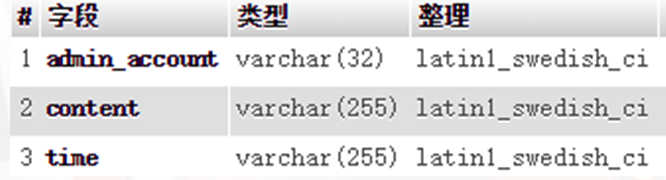 # 字段 类型 整理
1 admin_account varchar(32) latin1_swedish_ci
2 content varchar(255) latin1_swedish_ci
3 time varchar(255) latin1_swedish_ci